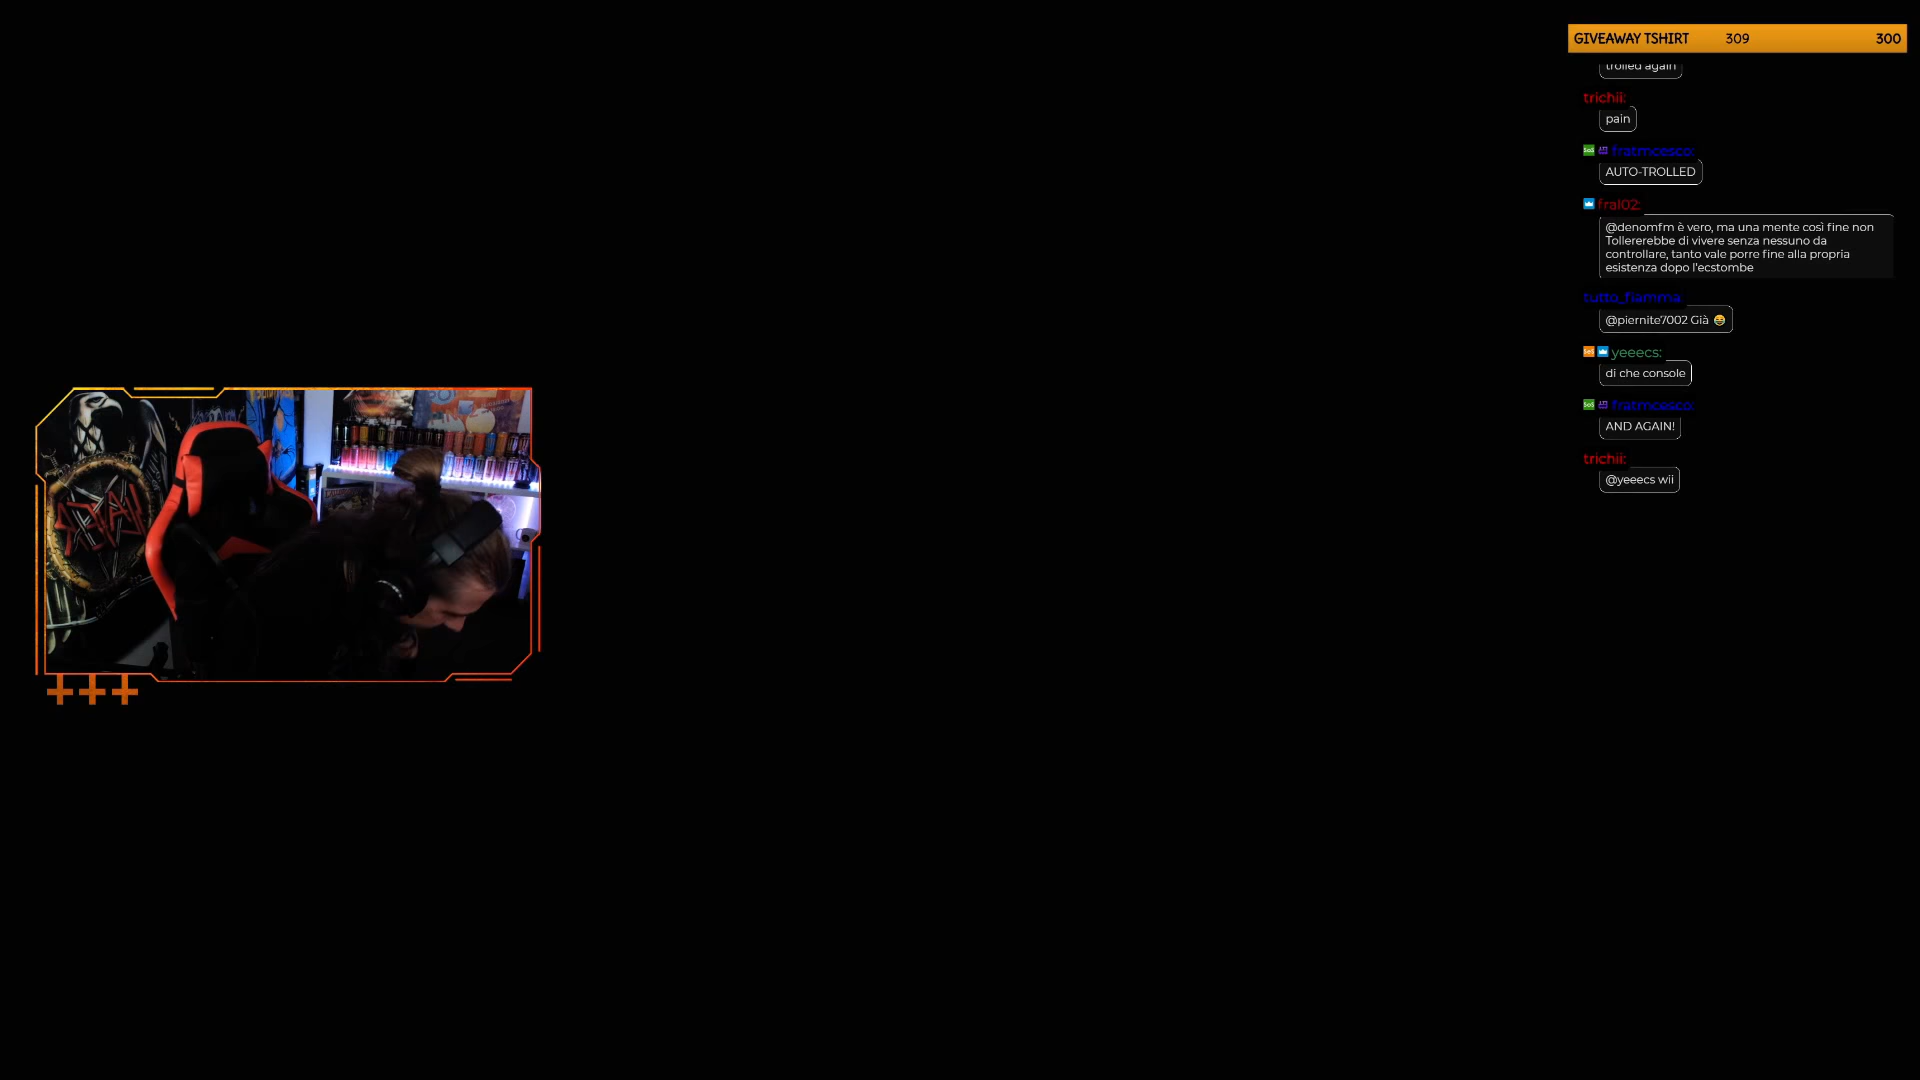 GIVEAWAY TSHIRT 309 300
trolled again
trichii:
pain
fratmcesco:
AUTO-TROLLED
fral02:
@denomfm è vero, ma una mente così fine non
Tollererebbe di vivere senza nessuno da
controllare, tanto vale porre fine alla propria
esistenza dopo l'ecstombe
tutto_fiamma:
@piernite7002 Già 😆
yeeecs:
di che console
fratmcesco:
AND AGAIN!
trichii:
@yeeecs wii